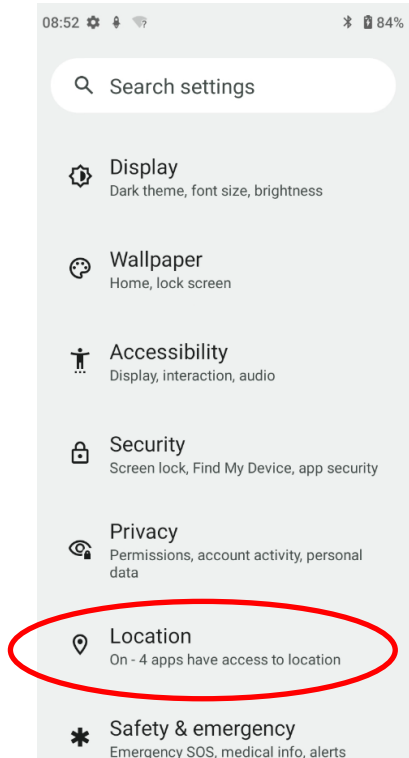 08:52 84%
Search settings
Display
Dark theme, font size, brightness
Wallpaper
Home, lock screen
Accessibility
Display, interaction, audio
Security
Screen lock, Find My Device, app security
Privacy
Permissions, account activity, personal
data
Location
On - 4 apps have access to location
Safety & emergency
Emergency SOS, medical info, alerts